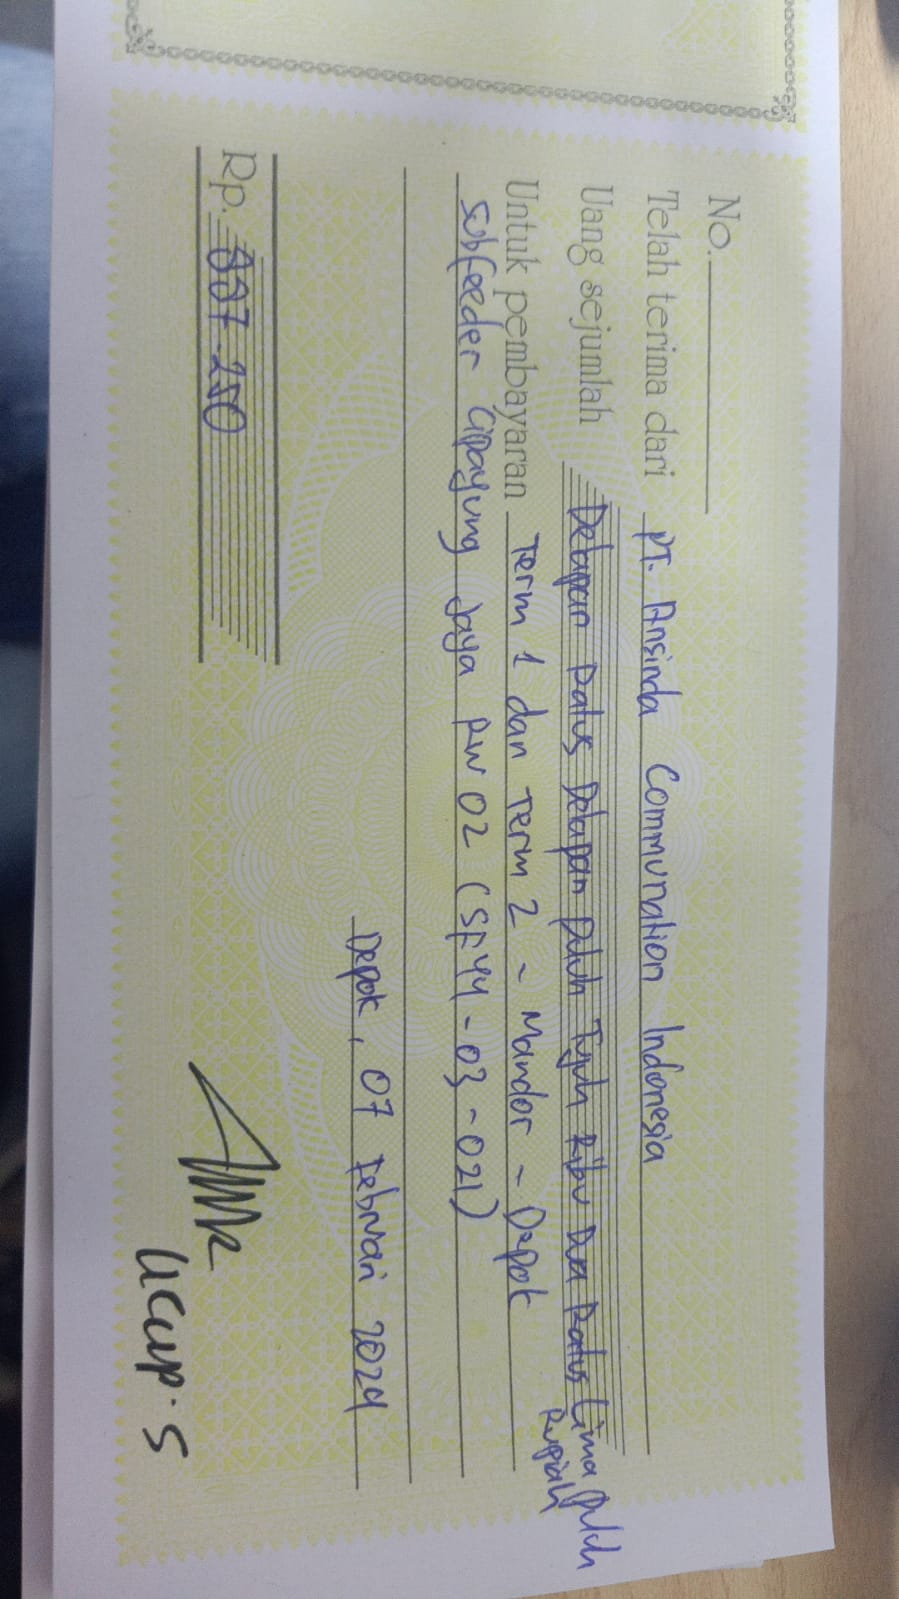 No.
Telah terima dari PT. Ansinda Communation Indonesia
Uang sejumlah Delapan Ratus Delapan Puluh Tujuh Ribu Dua Ratus Lima Puluh
Rupiah
Untuk pembayaran Term 1 dan Term 2 - Mandor - Depok
Subfeeder Cipayung Jaya RW 02 (SF44-03-021)
Depok, 07 Februari 2024
Rp. 887.250
Ucup.S